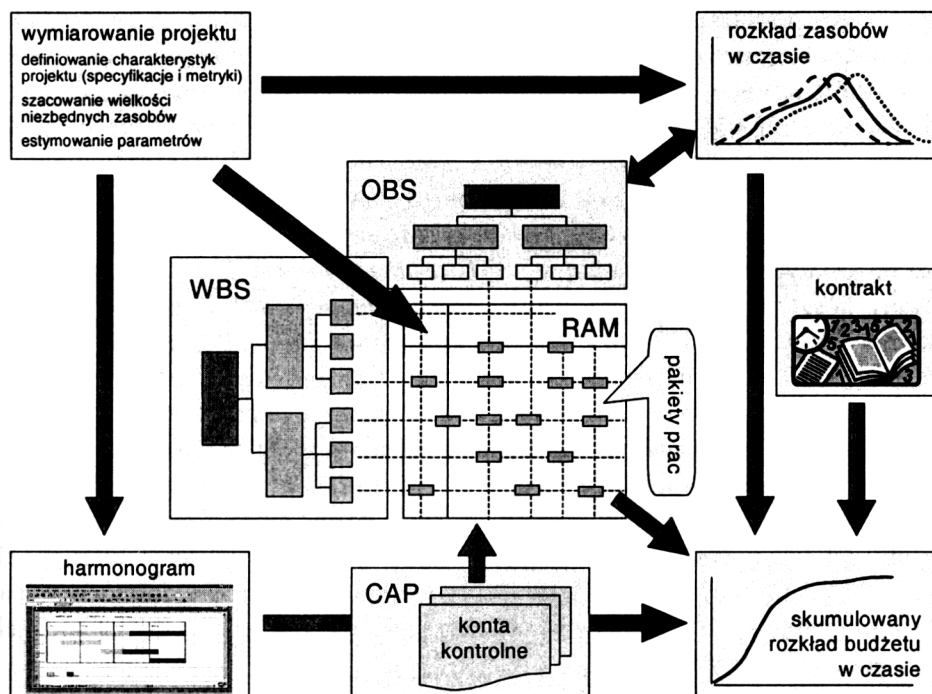 wymiarowanie projektu
definiowanie charakterystyk
projektu (specyfikacje i metryki)
szacowanie wielkości
niezbędnych zasobów
estymowanie parametrów
rozkład zasobów
w czasie
OBS
WBS
RAM
pakiety prac
kontrakt
harmonogram
CAP
konta
kontrolne
skumulowany
rozkład budżetu
w czasie